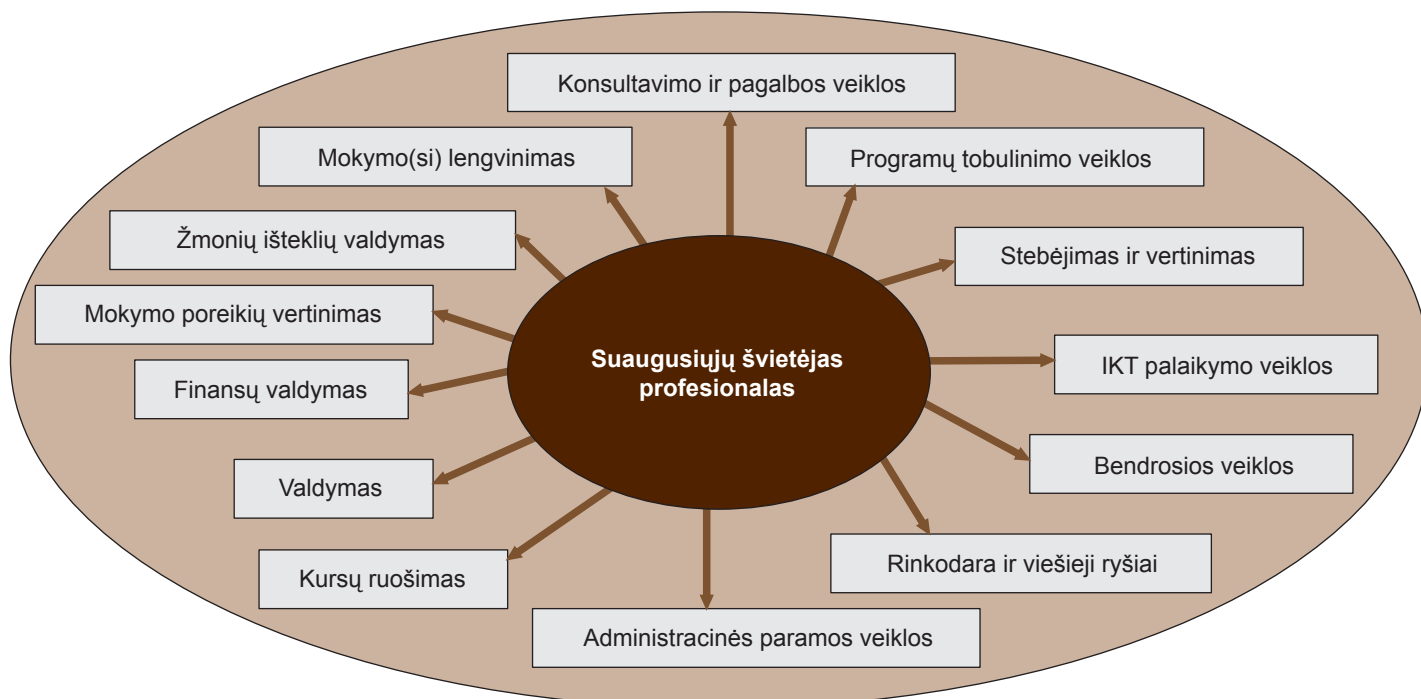 Konsultavimo ir pagalbos veiklos
Mokymo(si) lengvinimas
Programų tobulinimo veiklos
Žmonių išteklių valdymas
Stebėjimas ir vertinimas
Mokymo poreikių vertinimas
Suaugusiųjų švietėjas
profesionalas
IKT palaikymo veiklos
Finansų valdymas
Bendrosios veiklos
Valdymas
Rinkodara ir viešieji ryšiai
Kursų ruošimas
Administracinės paramos veiklos